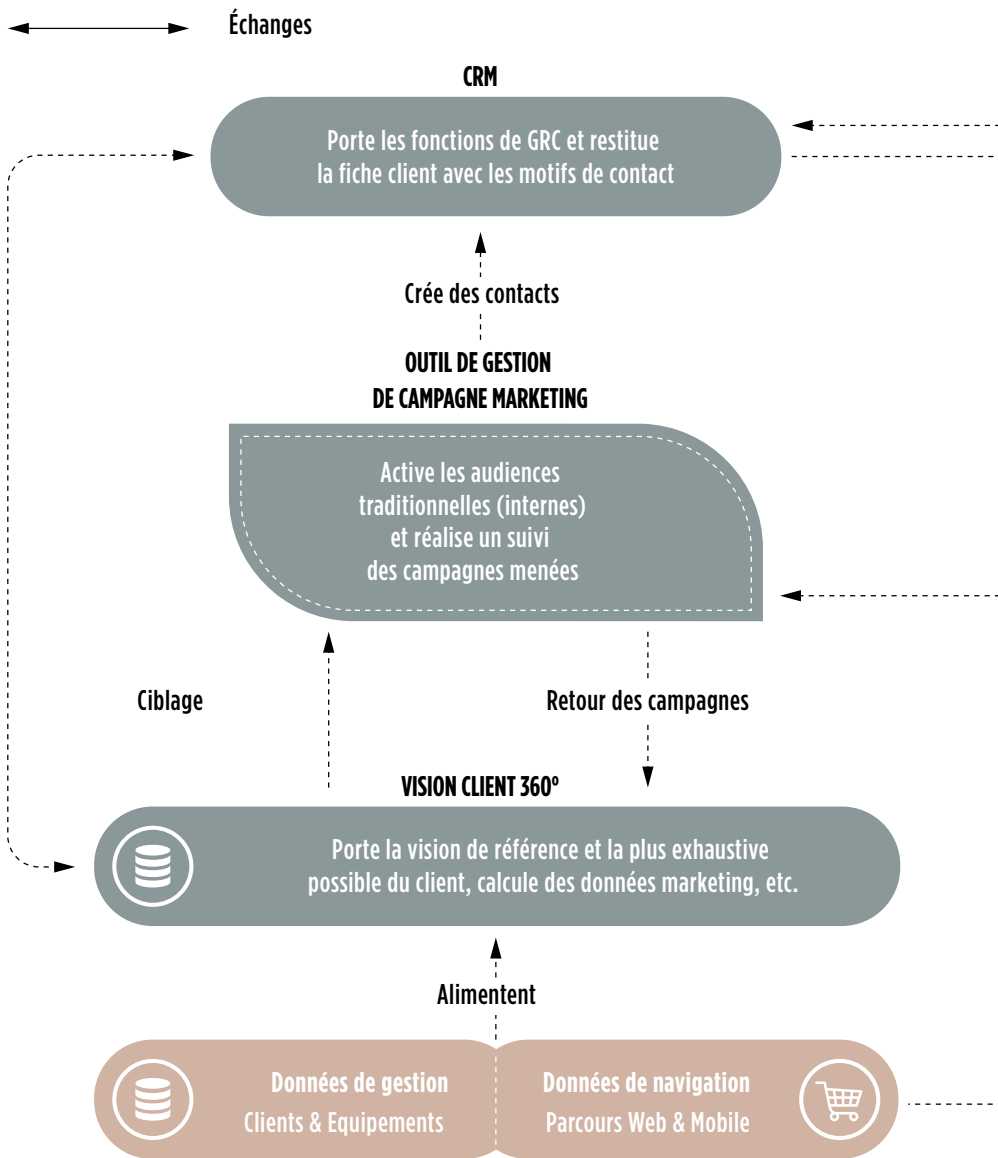 Échanges
CRM
Porte les fonctions de GRC et restitue
la fiche client avec les motifs de contact
Crée des contacts
OUTIL DE GESTION
DE CAMPAGNE MARKETING
Active les audiences
traditionnelles (internes)
et réalise un suivi
des campagnes menées
Ciblage
Retour des campagnes
VISION CLIENT 360°
Porte la vision de référence et la plus exhaustive
possible du client, calcule des données marketing, etc.
Alimentent
Données de gestion
Clients & Equipements
Données de navigation
Parcours Web & Mobile